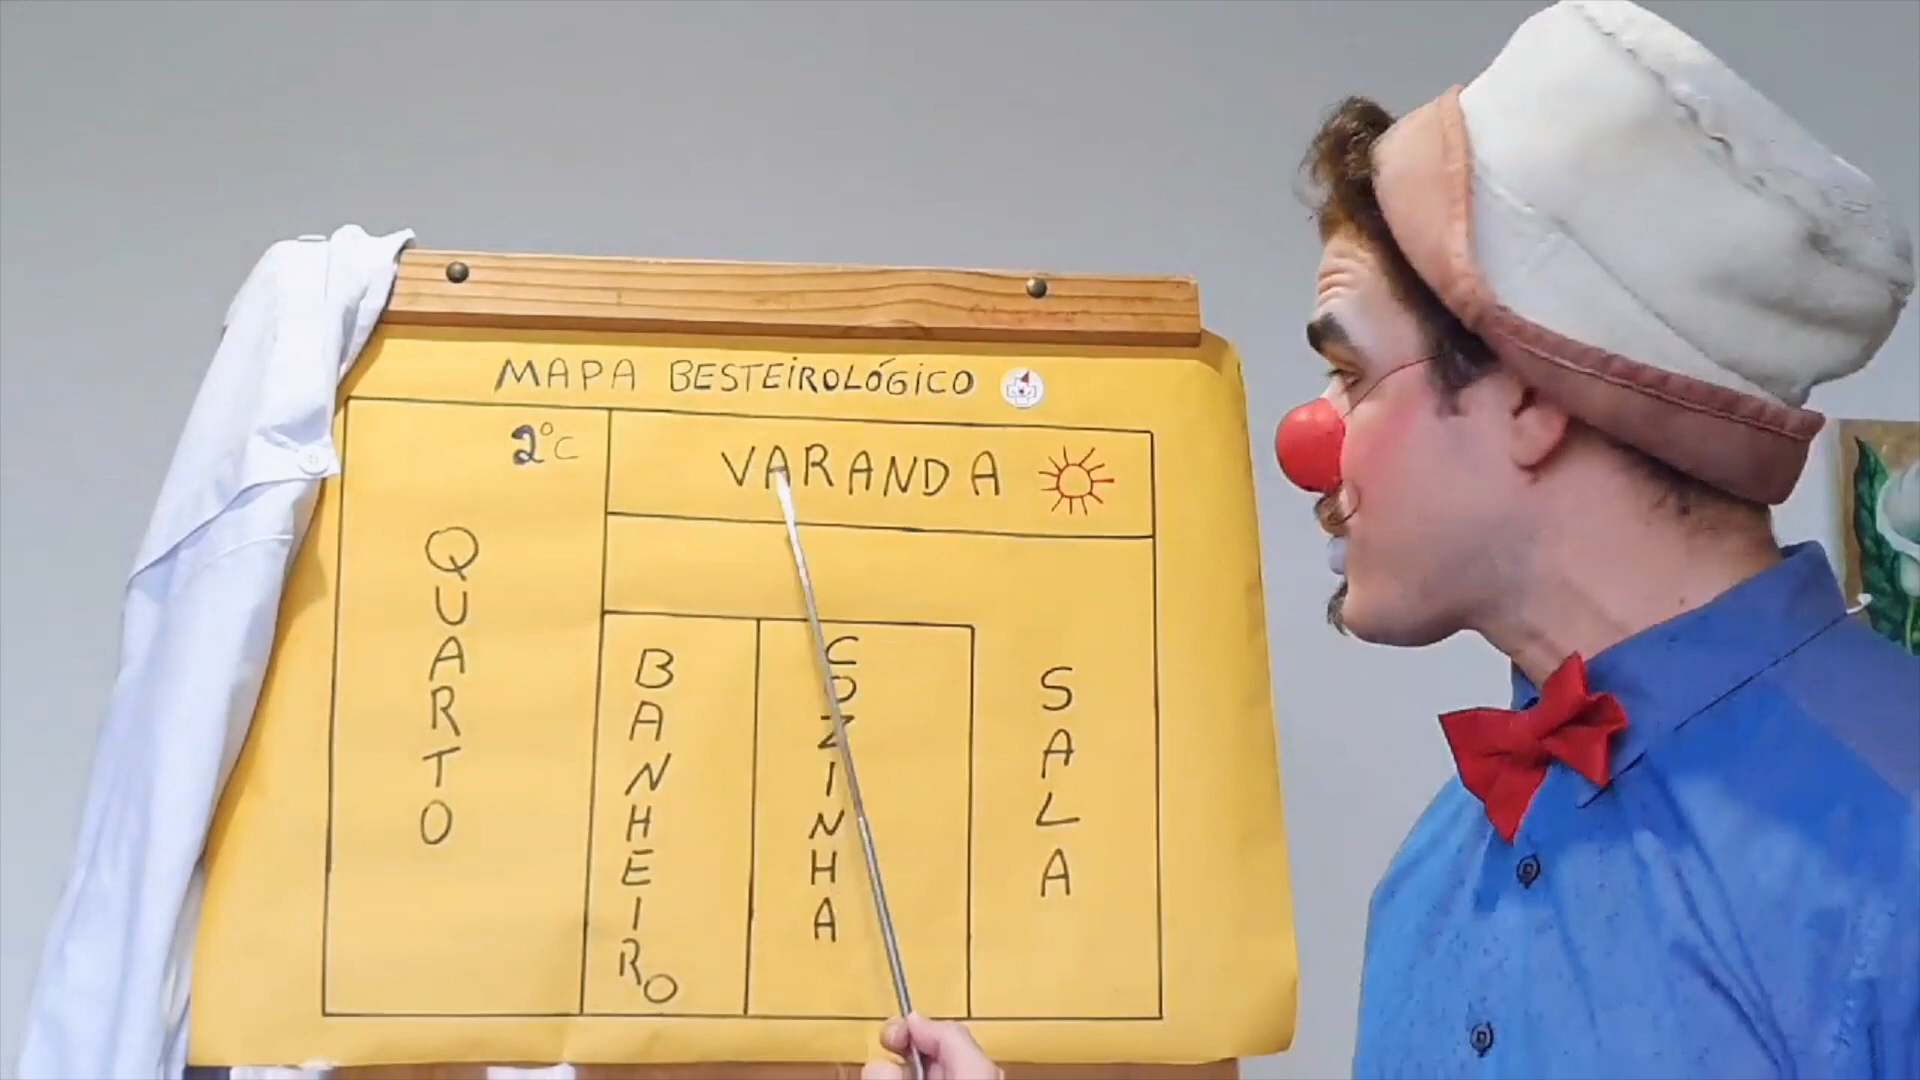 MAPA BESTEIROLÓGICO
2°C
VARANDA
QUARTO
BANHEIRO
COZINHA
SALA